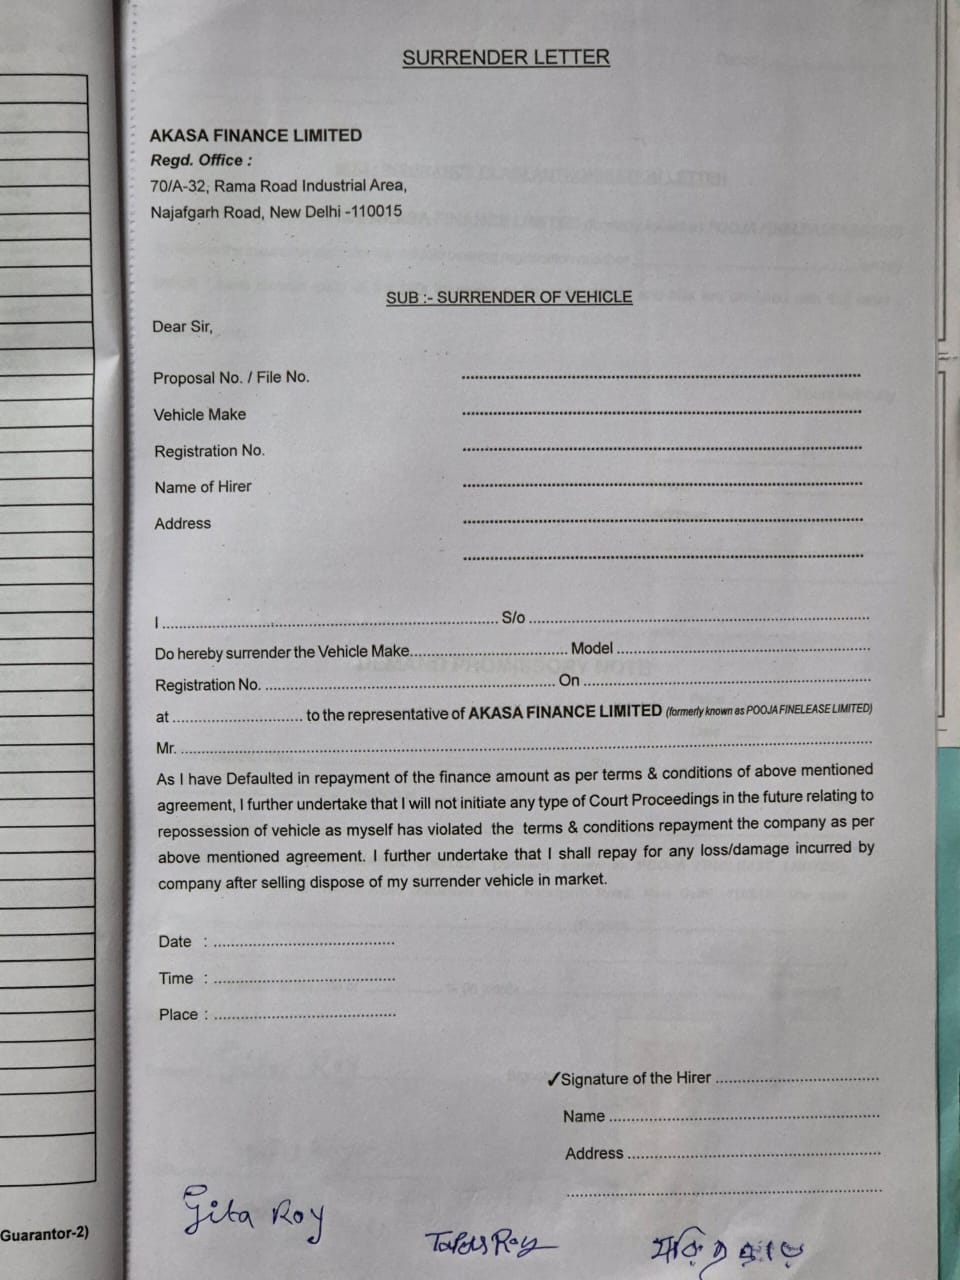 SURRENDER LETTER
AKASA FINANCE LIMITED
Regd. Office :
70/A-32, Rama Road Industrial Area,
Najafgarh Road, New Delhi -110015
SUB :- SURRENDER OF VEHICLE
Dear Sir,
Proposal No. / File No. ........................................
Vehicle Make ........................................
Registration No. ........................................
Name of Hirer ........................................
Address ........................................
........................................
I ........................................ S/o ........................................
Do hereby surrender the Vehicle Make.................... Model ........................................
Registration No. ........................................ On ........................................
at .................... to the representative of AKASA FINANCE LIMITED (formerly known as POOJA FINELEASE LIMITED)
Mr. ........................................
As I have Defaulted in repayment of the finance amount as per terms & conditions of above mentioned
agreement, I further undertake that I will not initiate any type of Court Proceedings in the future relating to
repossession of vehicle as myself has violated the terms & conditions repayment the company as per
above mentioned agreement. I further undertake that I shall repay for any loss/damage incurred by
company after selling dispose of my surrender vehicle in market.
Date : ........................................
Time : ........................................
Place : ........................................
✓Signature of the Hirer ........................................
Name ........................................
Address ........................................
........................................
Guarantor-2)
Gita Roy
Tapas Roy